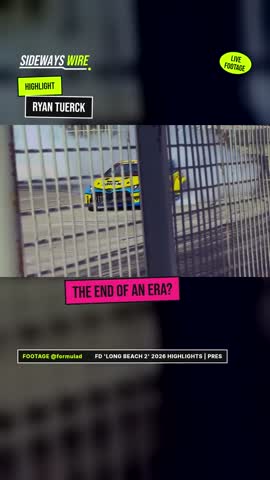 SIDEWAYS WIRE.
LIVE
FOOTAGE
HIGHLIGHT
RYAN TUERCK
THE END OF AN ERA?
FOOTAGE @formulad FD 'LONG BEACH 2' 2026 HIGHLIGHTS | PRES